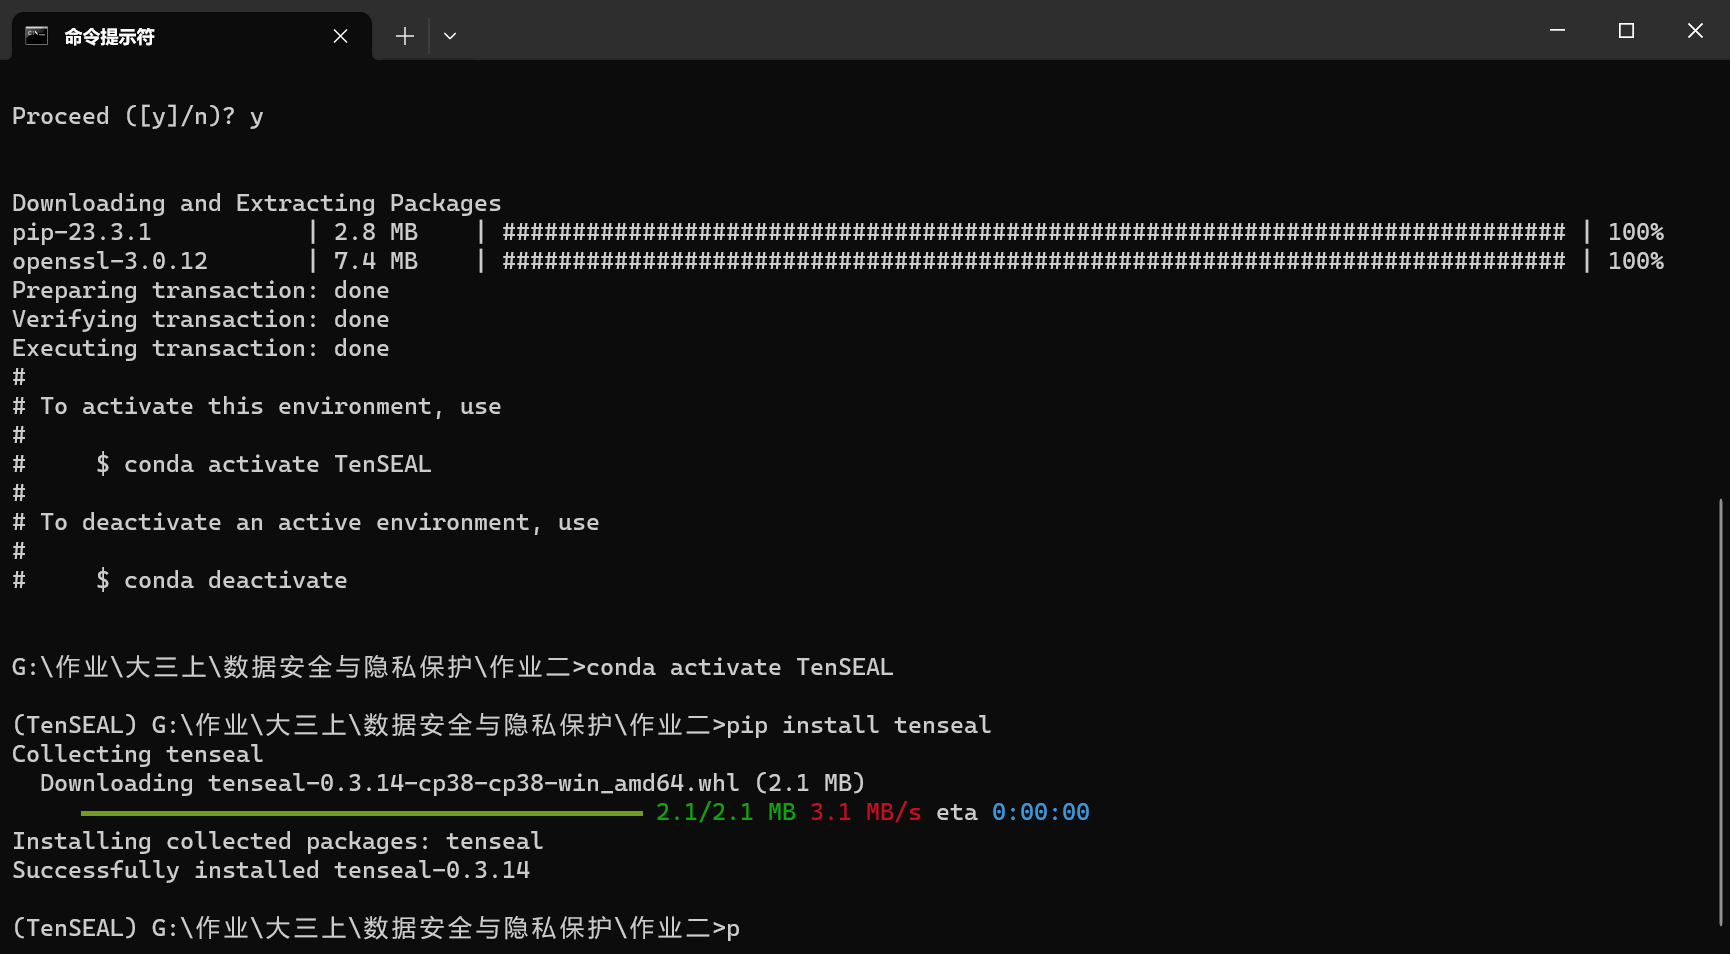 命令提示符
Proceed ([y]/n)? y
Downloading and Extracting Packages
pip-23.3.1           | 2.8 MB    | ############################################################################ | 100%
openssl-3.0.12       | 7.4 MB    | ############################################################################ | 100%
Preparing transaction: done
Verifying transaction: done
Executing transaction: done
#
# To activate this environment, use
#
#     $ conda activate TenSEAL
#
# To deactivate an active environment, use
#
#     $ conda deactivate
G:\作业\大三上\数据安全与隐私保护\作业二>conda activate TenSEAL
(TenSEAL) G:\作业\大三上\数据安全与隐私保护\作业二>pip install tenseal
Collecting tenseal
  Downloading tenseal-0.3.14-cp38-cp38-win_amd64.whl (2.1 MB)
2.1/2.1 MB 3.1 MB/s eta 0:00:00
Installing collected packages: tenseal
Successfully installed tenseal-0.3.14
(TenSEAL) G:\作业\大三上\数据安全与隐私保护\作业二>p